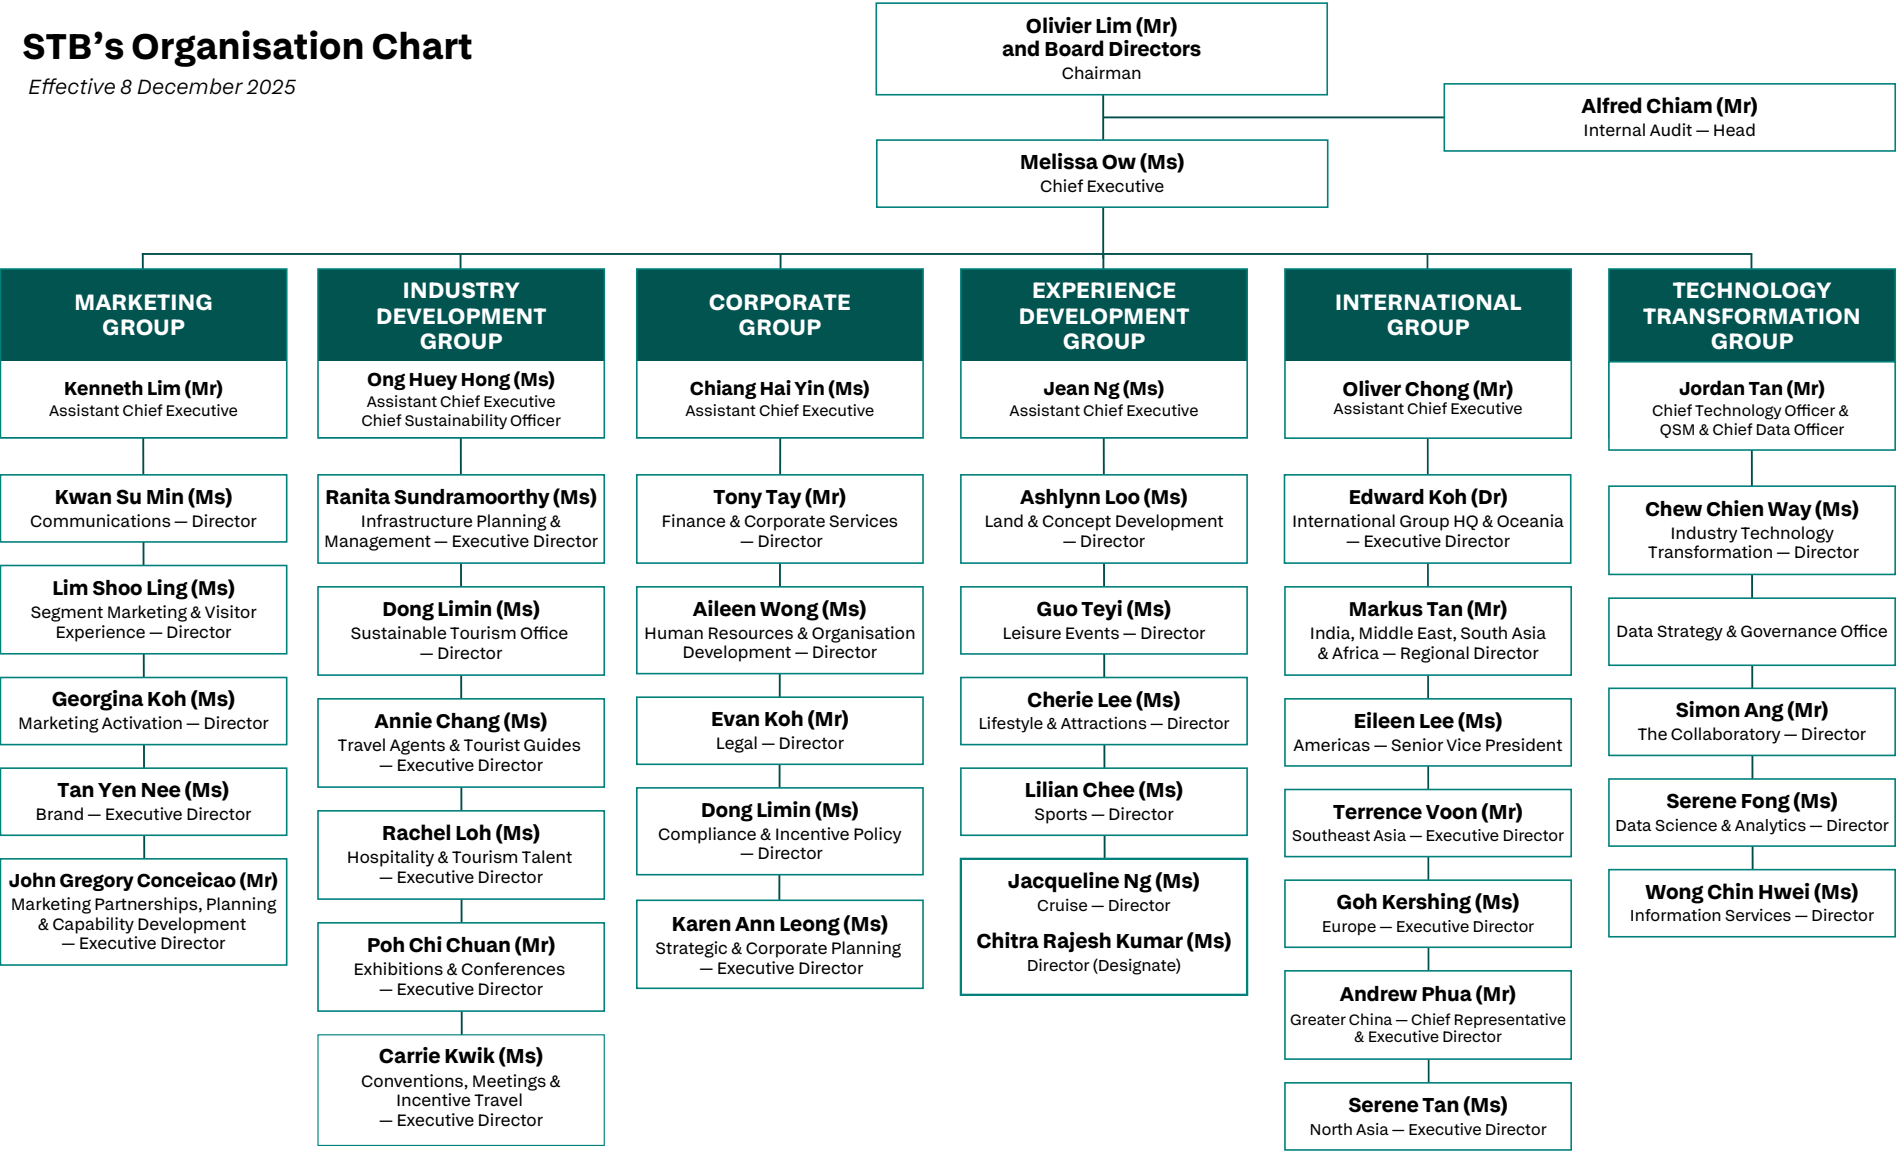 STB’s Organisation Chart
Effective 8 December 2025
Olivier Lim (Mr)
and Board Directors
Chairman
Alfred Chiam (Mr)
Internal Audit — Head
Melissa Ow (Ms)
Chief Executive
MARKETING
GROUP
Kenneth Lim (Mr)
Assistant Chief Executive
Kwan Su Min (Ms)
Communications — Director
Lim Shoo Ling (Ms)
Segment Marketing & Visitor
Experience — Director
Georgina Koh (Ms)
Marketing Activation — Director
Tan Yen Nee (Ms)
Brand — Executive Director
John Gregory Conceicao (Mr)
Marketing Partnerships, Planning
& Capability Development
— Executive Director
INDUSTRY
DEVELOPMENT
GROUP
Ong Huey Hong (Ms)
Assistant Chief Executive
Chief Sustainability Officer
Ranita Sundramoorthy (Ms)
Infrastructure Planning &
Management — Executive Director
Dong Limin (Ms)
Sustainable Tourism Office
— Director
Annie Chang (Ms)
Travel Agents & Tourist Guides
— Executive Director
Rachel Loh (Ms)
Hospitality & Tourism Talent
— Executive Director
Poh Chi Chuan (Mr)
Exhibitions & Conferences
— Executive Director
Carrie Kwik (Ms)
Conventions, Meetings &
Incentive Travel
— Executive Director
CORPORATE
GROUP
Chiang Hai Yin (Ms)
Assistant Chief Executive
Tony Tay (Mr)
Finance & Corporate Services
— Director
Aileen Wong (Ms)
Human Resources & Organisation
Development — Director
Evan Koh (Mr)
Legal — Director
Dong Limin (Ms)
Compliance & Incentive Policy
— Director
Karen Ann Leong (Ms)
Strategic & Corporate Planning
— Executive Director
EXPERIENCE
DEVELOPMENT
GROUP
Jean Ng (Ms)
Assistant Chief Executive
Ashlynn Loo (Ms)
Land & Concept Development
— Director
Guo Teyi (Ms)
Leisure Events — Director
Cherie Lee (Ms)
Lifestyle & Attractions — Director
Lilian Chee (Ms)
Sports — Director
Jacqueline Ng (Ms)
Cruise — Director
Chitra Rajesh Kumar (Ms)
Director (Designate)
INTERNATIONAL
GROUP
Oliver Chong (Mr)
Assistant Chief Executive
Edward Koh (Dr)
International Group HQ & Oceania
— Executive Director
Markus Tan (Mr)
India, Middle East, South Asia
& Africa — Regional Director
Eileen Lee (Ms)
Americas — Senior Vice President
Terrence Voon (Mr)
Southeast Asia — Executive Director
Goh Kershing (Ms)
Europe — Executive Director
Andrew Phua (Mr)
Greater China — Chief Representative
& Executive Director
Serene Tan (Ms)
North Asia — Executive Director
TECHNOLOGY
TRANSFORMATION
GROUP
Jordan Tan (Mr)
Chief Technology Officer &
QSM & Chief Data Officer
Chew Chien Way (Ms)
Industry Technology
Transformation — Director
Data Strategy & Governance Office
Simon Ang (Mr)
The Collaboratory — Director
Serene Fong (Ms)
Data Science & Analytics — Director
Wong Chin Hwei (Ms)
Information Services — Director